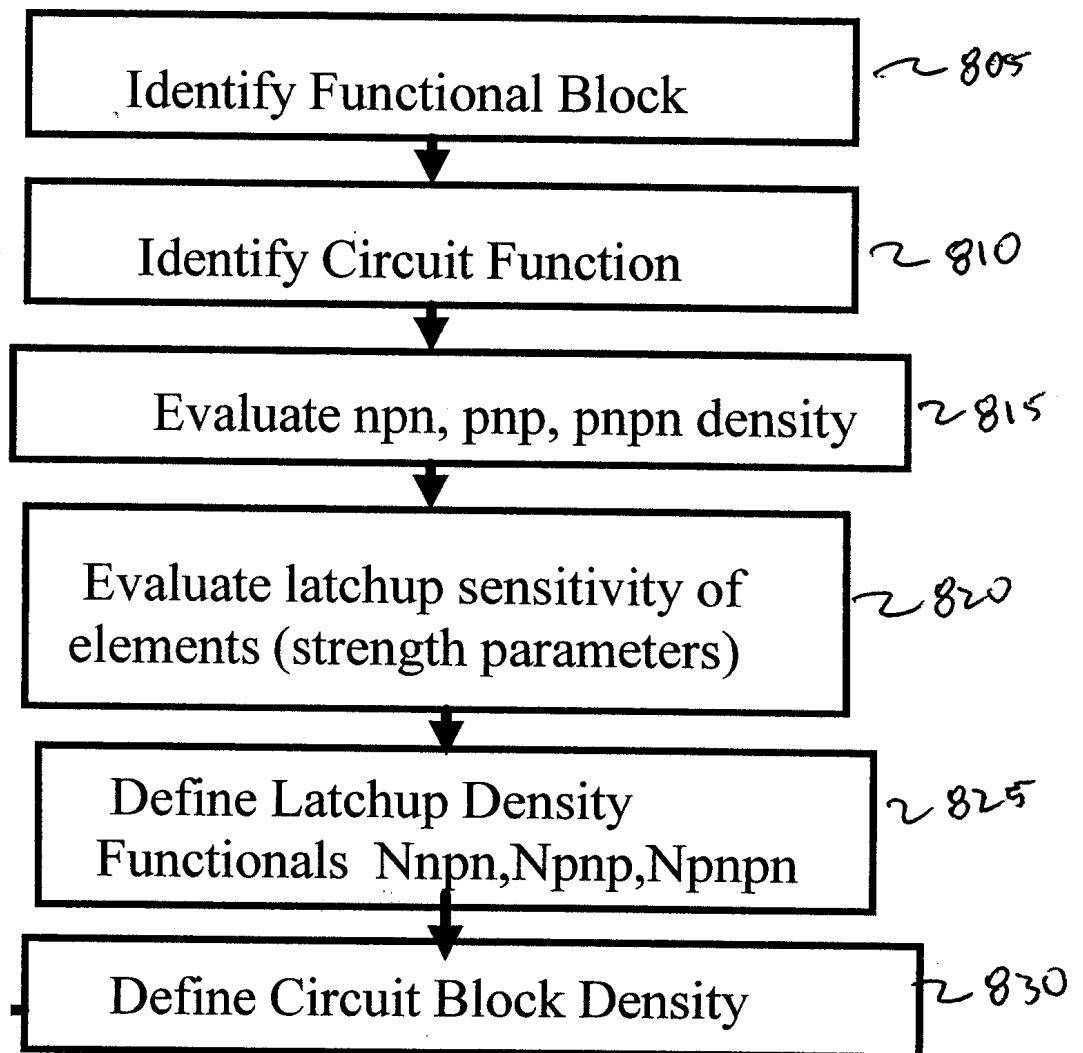 Identify Functional Block
805
Identify Circuit Function
810
Evaluate npn, pnp, pnpn density
815
Evaluate latchup sensitivity of
elements (strength parameters)
820
Define Latchup Density
Functionals Nnpn,Npnp,Npnpn
825
Define Circuit Block Density
830